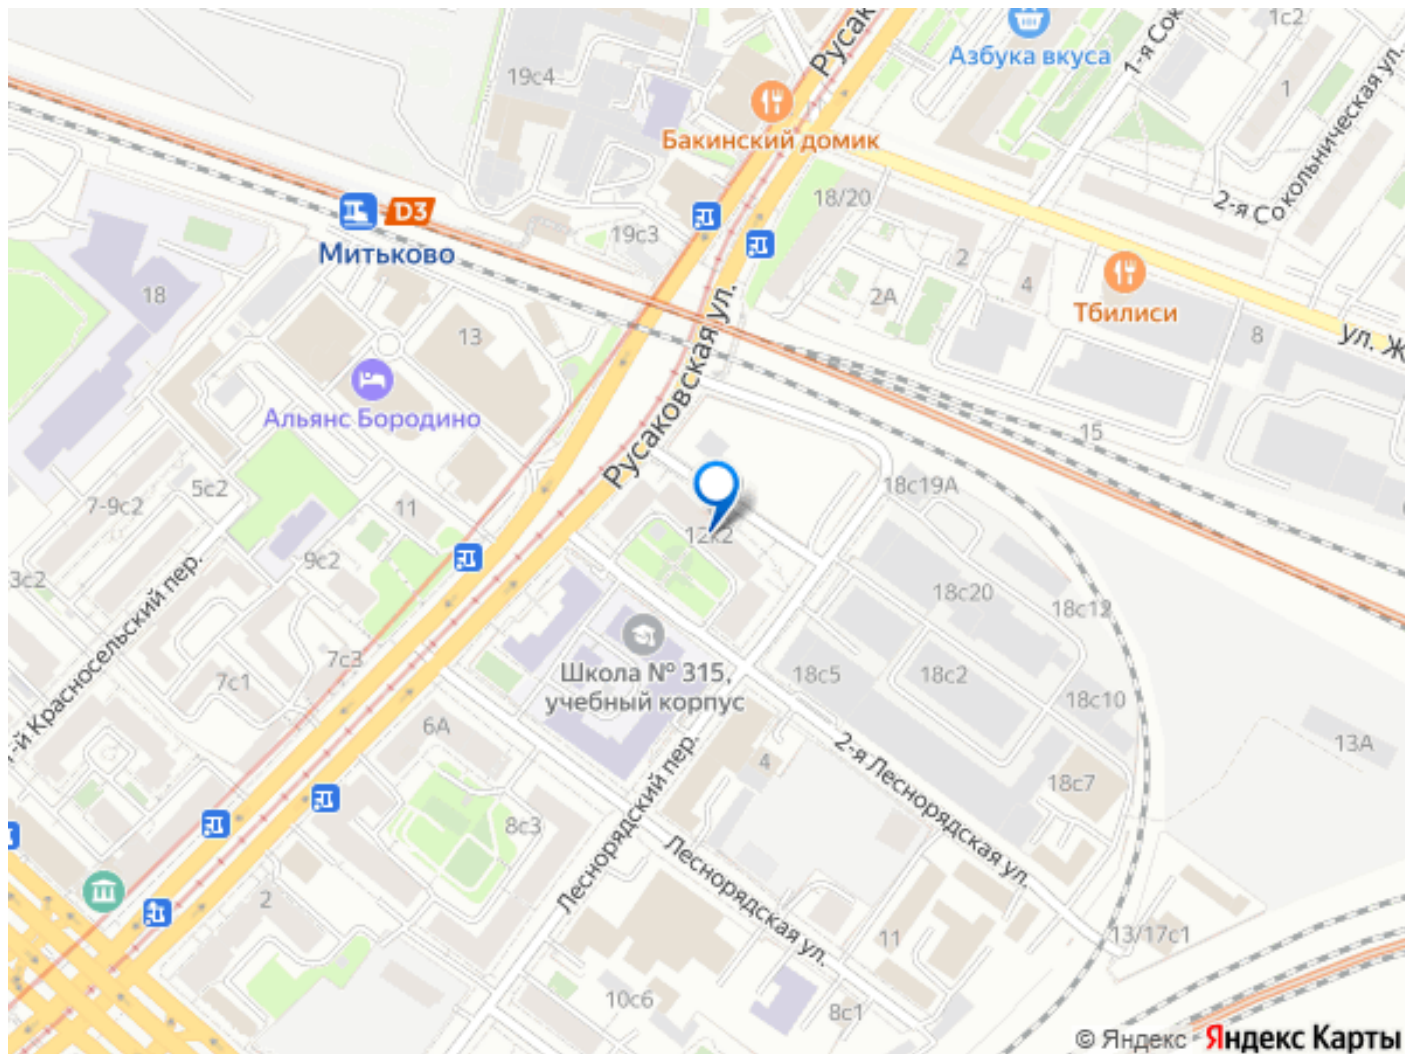 Русак
Азбука вкуса
1с2
1-я Сок
19с4
1
Бакинский домик
2-я Сокольническая ул.
18/20
D3
Митьково
19с3
2
4
2А
Тбилиси
8
ул. Ж
18
13
Альянс Бородино
Русаковская ул.
15
18с19А
5с2
7-9с2
11
12к2
9с2
3с2
18с20
18с12
-й Красносельский пер.
7с3
7с1
Школа № 315,
учебный корпус
18с5
18с2
18с10
6А
4
13А
2-я Леснорядская ул.
18с7
8с3
Леснорядский пер.
Леснорядская ул.
2
11
13/17с1
10с6
8с1
© Яндекс Яндекс Карты